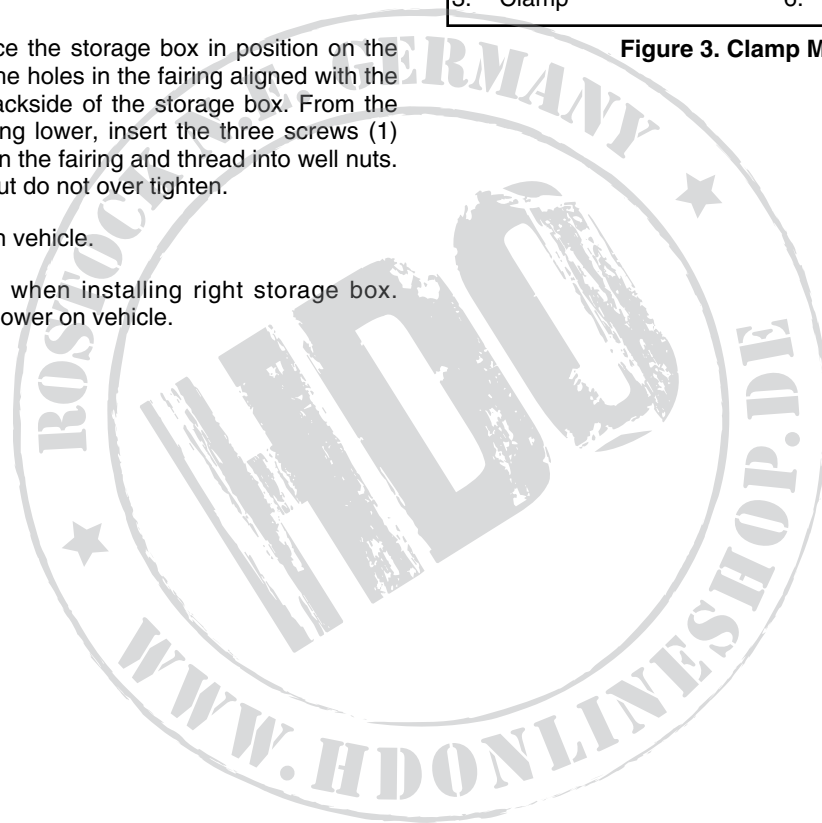 3. Clamp 6.
Figure 3. Clamp M
ce the storage box in position on the
ne holes in the fairing aligned with the
ackside of the storage box. From the
ng lower, insert the three screws (1)
n the fairing and thread into well nuts.
ut do not over tighten.
n vehicle.
when installing right storage box.
ower on vehicle.
ROSTOCK N.E. GERMANY
HDO
WWW.HDONLINESHOP.DE